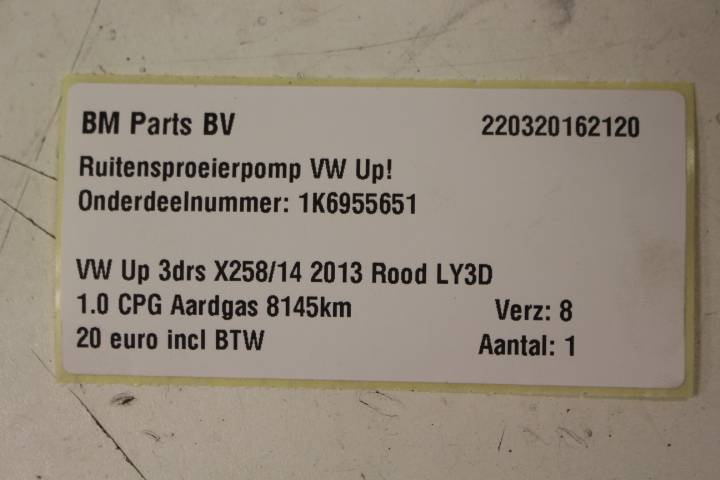 BM Parts BV 220320162120
Ruitensproeierpomp VW Up!
Onderdeelnummer: 1K6955651
VW Up 3drs X258/14 2013 Rood LY3D
1.0 CPG Aardgas 8145km Verz: 8
20 euro incl BTW Aantal: 1